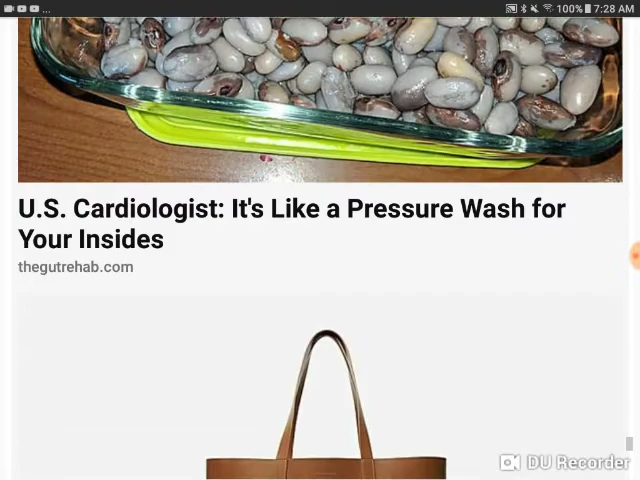 ...
100% 7:28 AM
U.S. Cardiologist: It's Like a Pressure Wash for
Your Insides
thegutrehab.com
DU Recorder